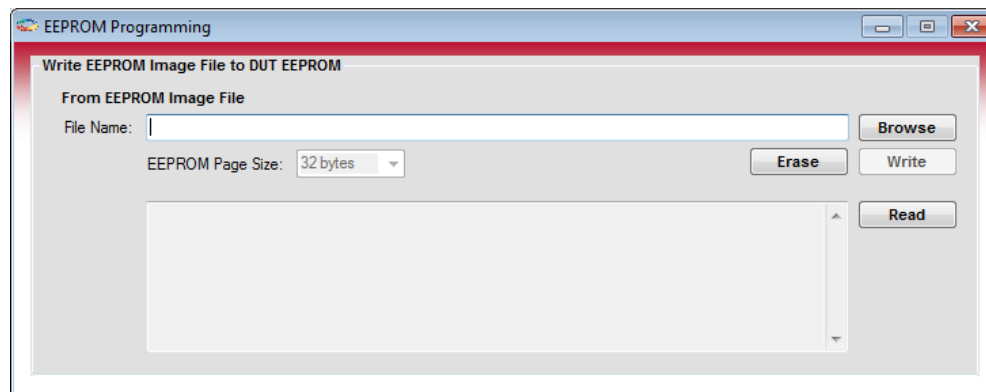 EEPROM Programming
Write EEPROM Image File to DUT EEPROM
From EEPROM Image File
File Name: Browse
EEPROM Page Size: 32 bytes Erase Write
Read